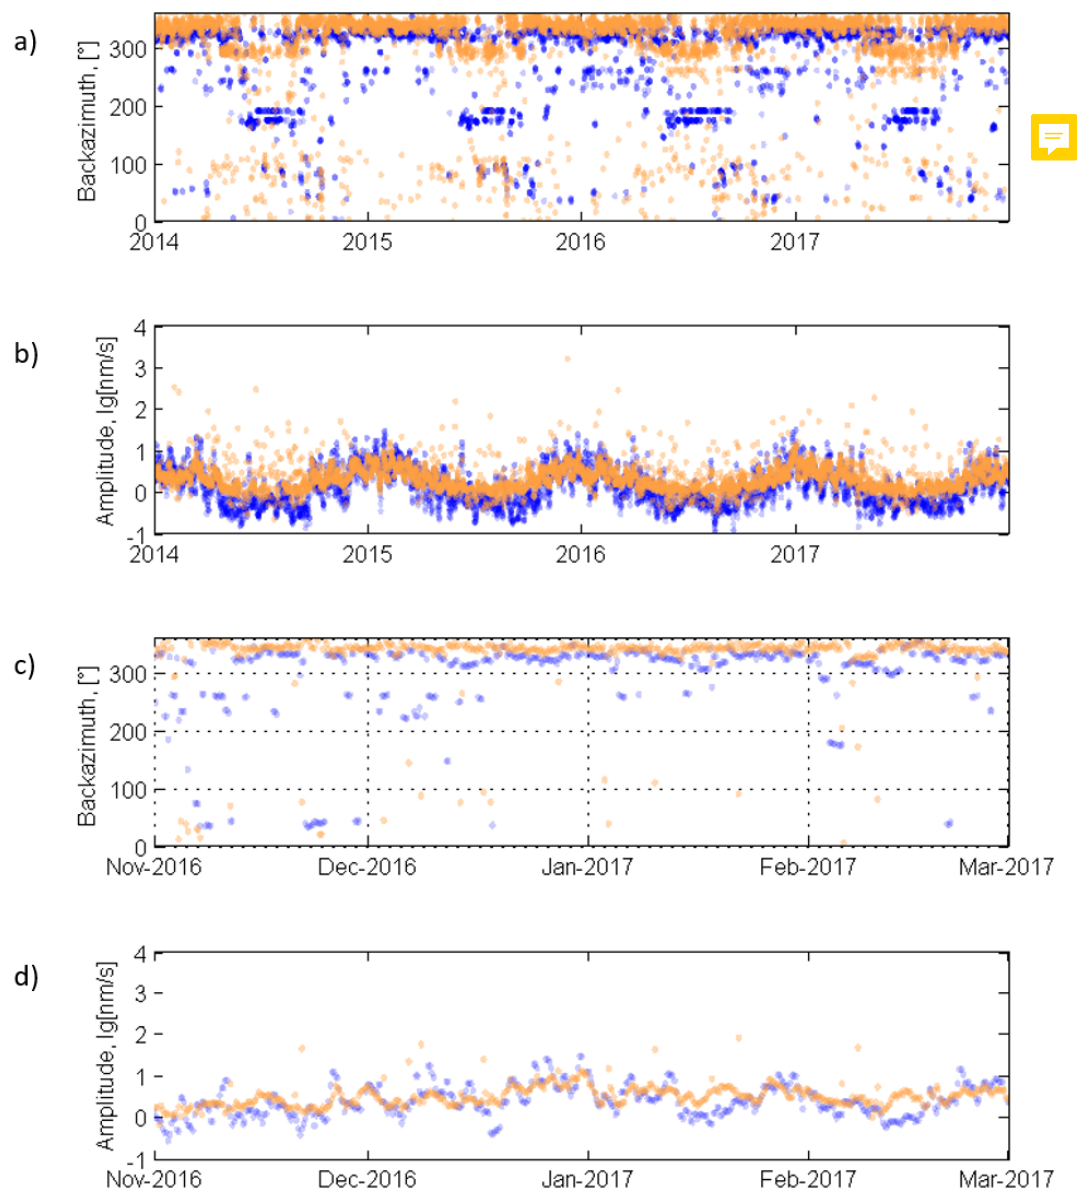 a)
Backazimuth, [°]
300
200
100
0
2014 2015 2016 2017
b)
Amplitude, lg[nm/s]
4
3
2
1
0
-1
2014 2015 2016 2017
c)
Backazimuth, [°]
300
200
100
0
Nov-2016 Dec-2016 Jan-2017 Feb-2017 Mar-2017
d)
Amplitude, lg[nm/s]
4
3
2
1
0
-1
Nov-2016 Dec-2016 Jan-2017 Feb-2017 Mar-2017